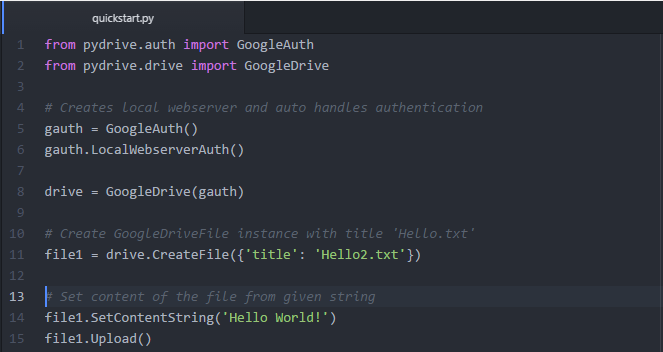 quickstart.py
1 from pydrive.auth import GoogleAuth
2 from pydrive.drive import GoogleDrive
3
4 # Creates local webserver and auto handles authentication
5 gauth = GoogleAuth()
6 gauth.LocalWebserverAuth()
7
8 drive = GoogleDrive(gauth)
9
10 # Create GoogleDriveFile instance with title 'Hello.txt'
11 file1 = drive.CreateFile({'title': 'Hello2.txt'})
12
13 # Set content of the file from given string
14 file1.SetContentString('Hello World!')
15 file1.Upload()